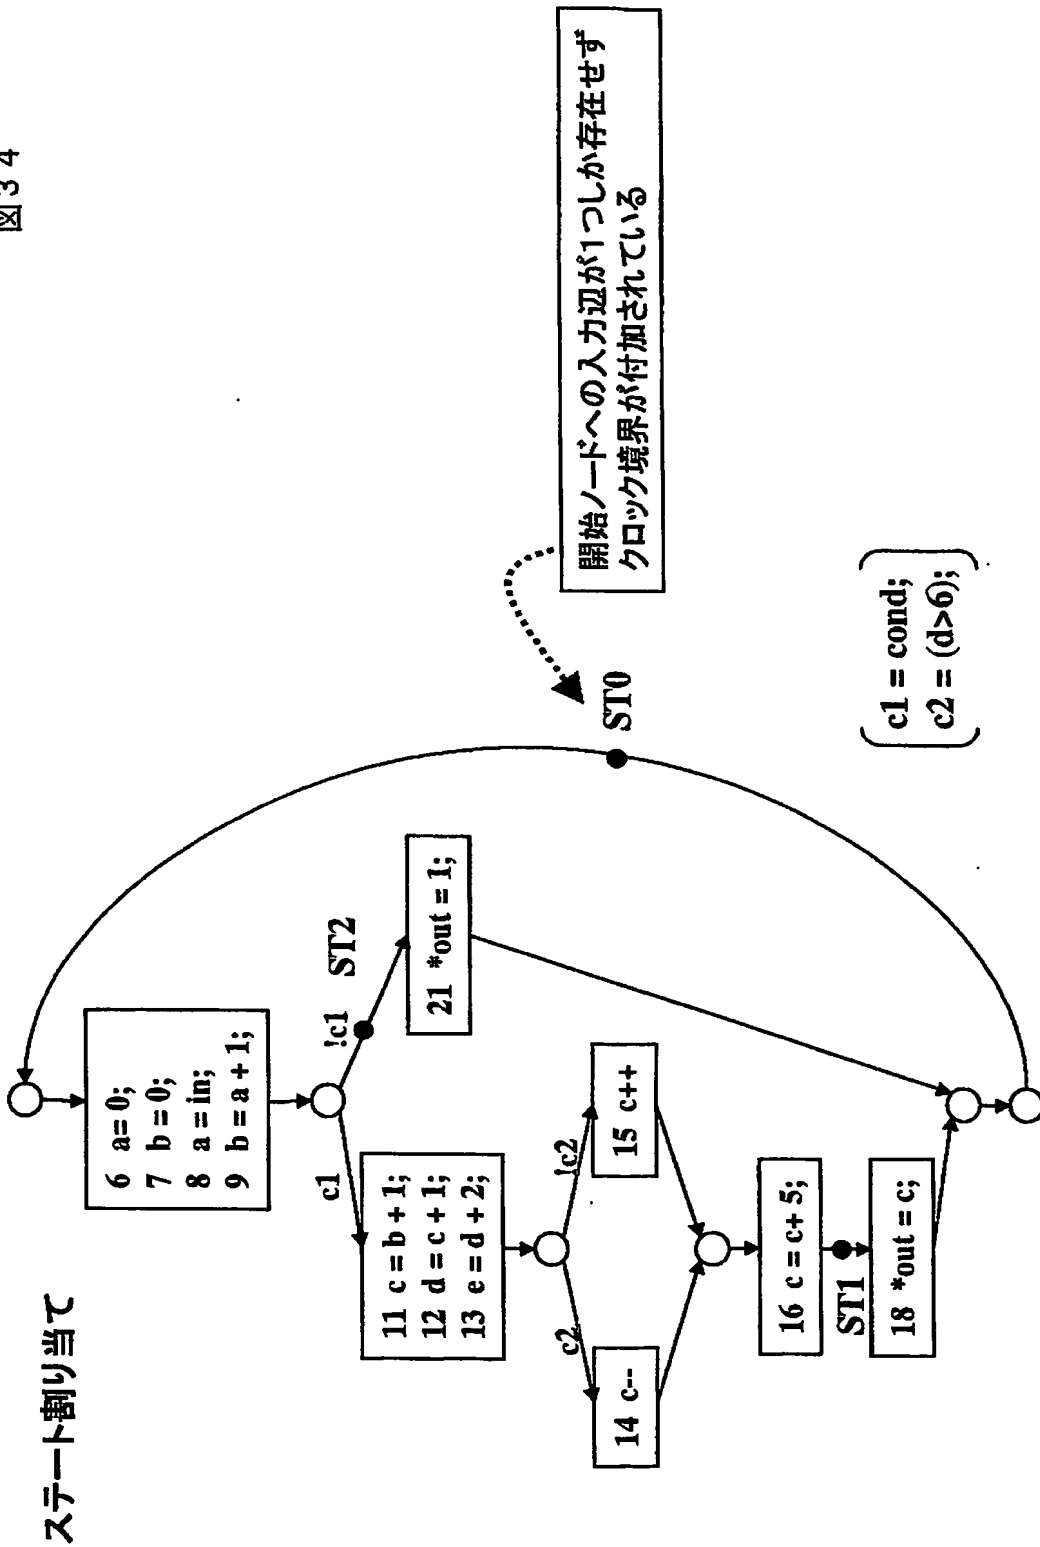 図34
ステート割り当て
6 a=0;
7 b=0;
8 a=in;
9 b=a+1;
c1
!c1
ST2
11 c=b+1;
12 d=c+1;
13 e=d+2;
21 *out = 1;
c2
!c2
14 c--
15 c++
16 c=c+5;
ST1
18 *out = c;
ST0
開始ノードへの入力辺が1つしか存在せず
クロック境界が付加されている
c1 = cond;
c2 = (d>6);